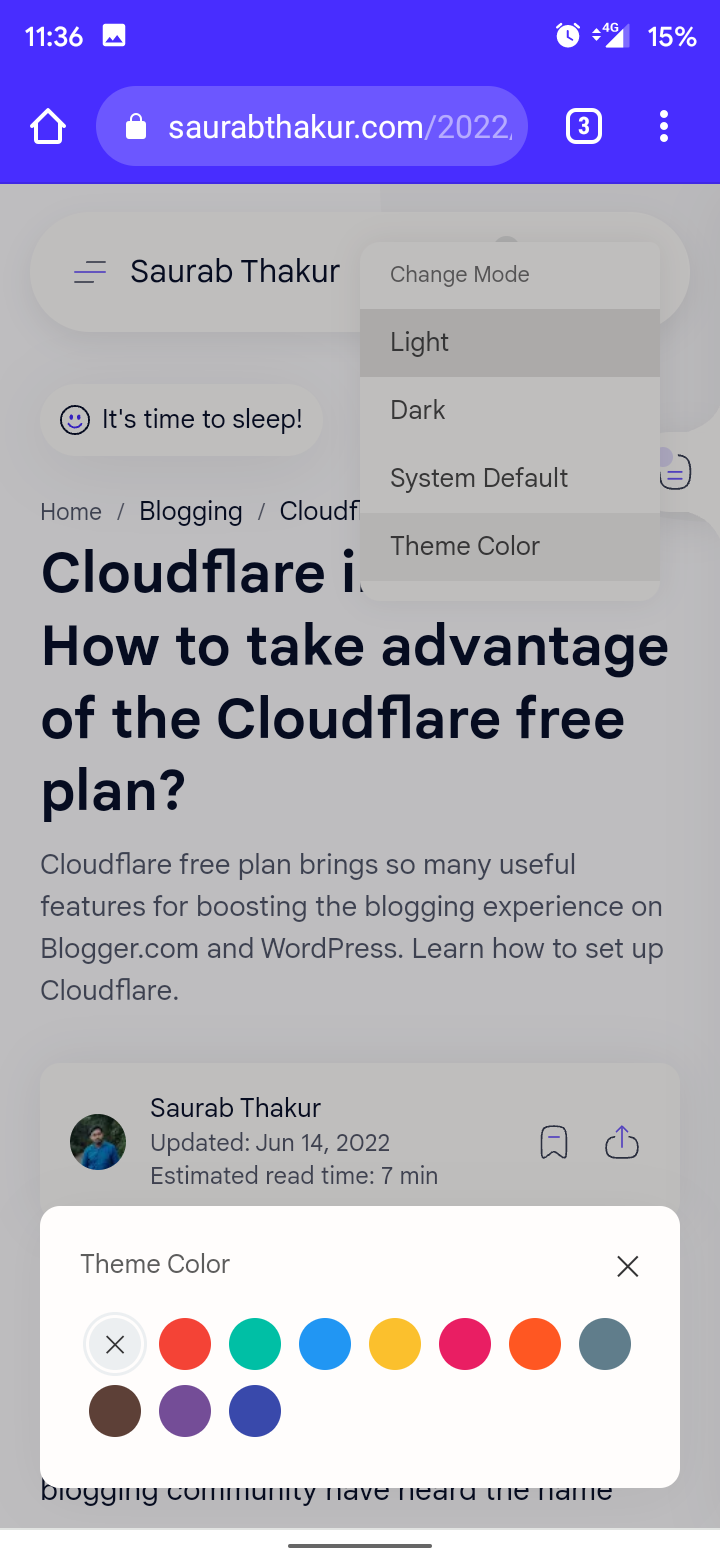 11:36
4G
15%
saurabthakur.com/2022/
3
Saurab Thakur
Change Mode
Light
Dark
System Default
Theme Color
It's time to sleep!
Home / Blogging / Cloudfl
Cloudflare i
How to take advantage
of the Cloudflare free
plan?
Cloudflare free plan brings so many useful
features for boosting the blogging experience on
Blogger.com and WordPress. Learn how to set up
Cloudflare.
Saurab Thakur
Updated: Jun 14, 2022
Estimated read time: 7 min
Theme Color
blogging community have heard the name